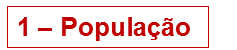 1 – População